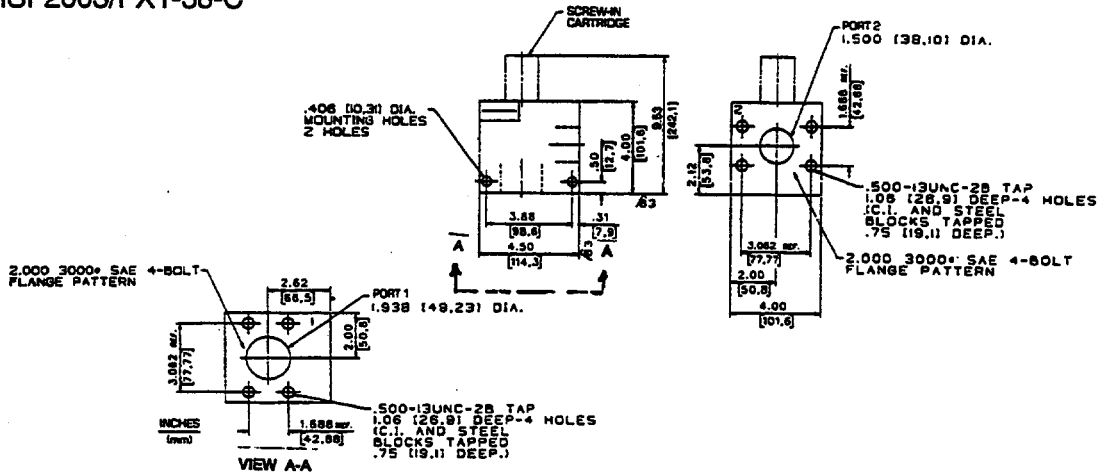 SCREW-IN
CARTRIDGE
PORT 2
1.500 [38,10] DIA.
.406 [10,31] DIA.
MOUNTING HOLES
2 HOLES
.50
[12,7]
4.00
[101,6]
9.53
[242,1]
1.688 REF.
[42,88]
2
2.12
[53,8]
3.88
[98,6]
.31
[7,9]
63
4.50
[114,3]
63
A
A
.500-13UNC-2B TAP
1.06 [26,9] DEEP-4 HOLES
(C.I. AND STEEL
BLOCKS TAPPED
.75 [19,1] DEEP.)
3.062 REF.
[77,77]
2.00
[50,8]
4.00
[101,6]
2.000 3000# SAE 4-BOLT
FLANGE PATTERN
2.000 3000# SAE 4-BOLT
FLANGE PATTERN
2.62
[66,5]
PORT 1
1.938 [49,23] DIA.
1
2.00
[50,8]
3.062 REF.
[77,77]
.500-13UNC-2B TAP
1.06 [26,9] DEEP-4 HOLES
(C.I. AND STEEL
BLOCKS TAPPED
.75 [19,1] DEEP.)
INCHES
(mm)
1.688 REF.
[42,88]
VIEW A-A